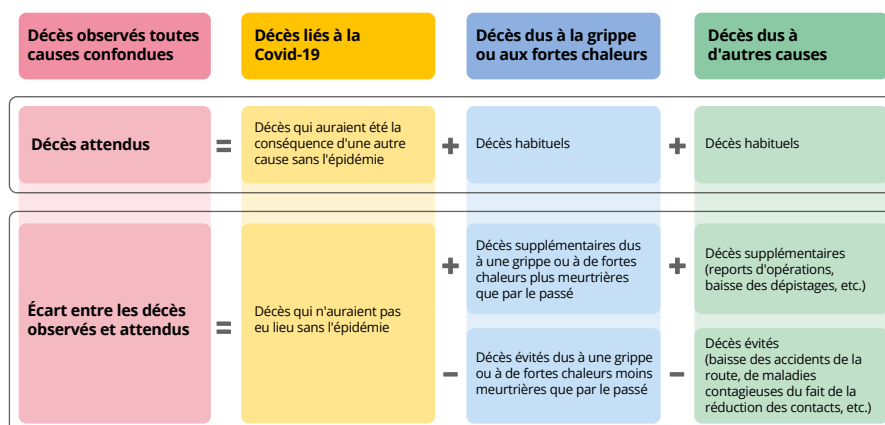 Décès observés toutes
causes confondues
Décès liés à la
Covid-19
Décès dus à la grippe
ou aux fortes chaleurs
Décès dus à
d'autres causes
Décès attendus
=
Décès qui auraient été la
conséquence d'une autre
cause sans l'épidémie
+
Décès habituels
+
Décès habituels
Écart entre les décès
observés et attendus
=
Décès qui n'auraient pas
eu lieu sans l'épidémie
+
Décès supplémentaires dus
à une grippe ou à de fortes
chaleurs plus meurtrières
que par le passé
+
Décès supplémentaires
(reports d'opérations,
baisse des dépistages, etc.)
−
Décès évités dus à une grippe
ou à de fortes chaleurs moins
meurtrières que par le passé
−
Décès évités
(baisse des accidents de la
route, de maladies
contagieuses du fait de la
réduction des contacts, etc.)